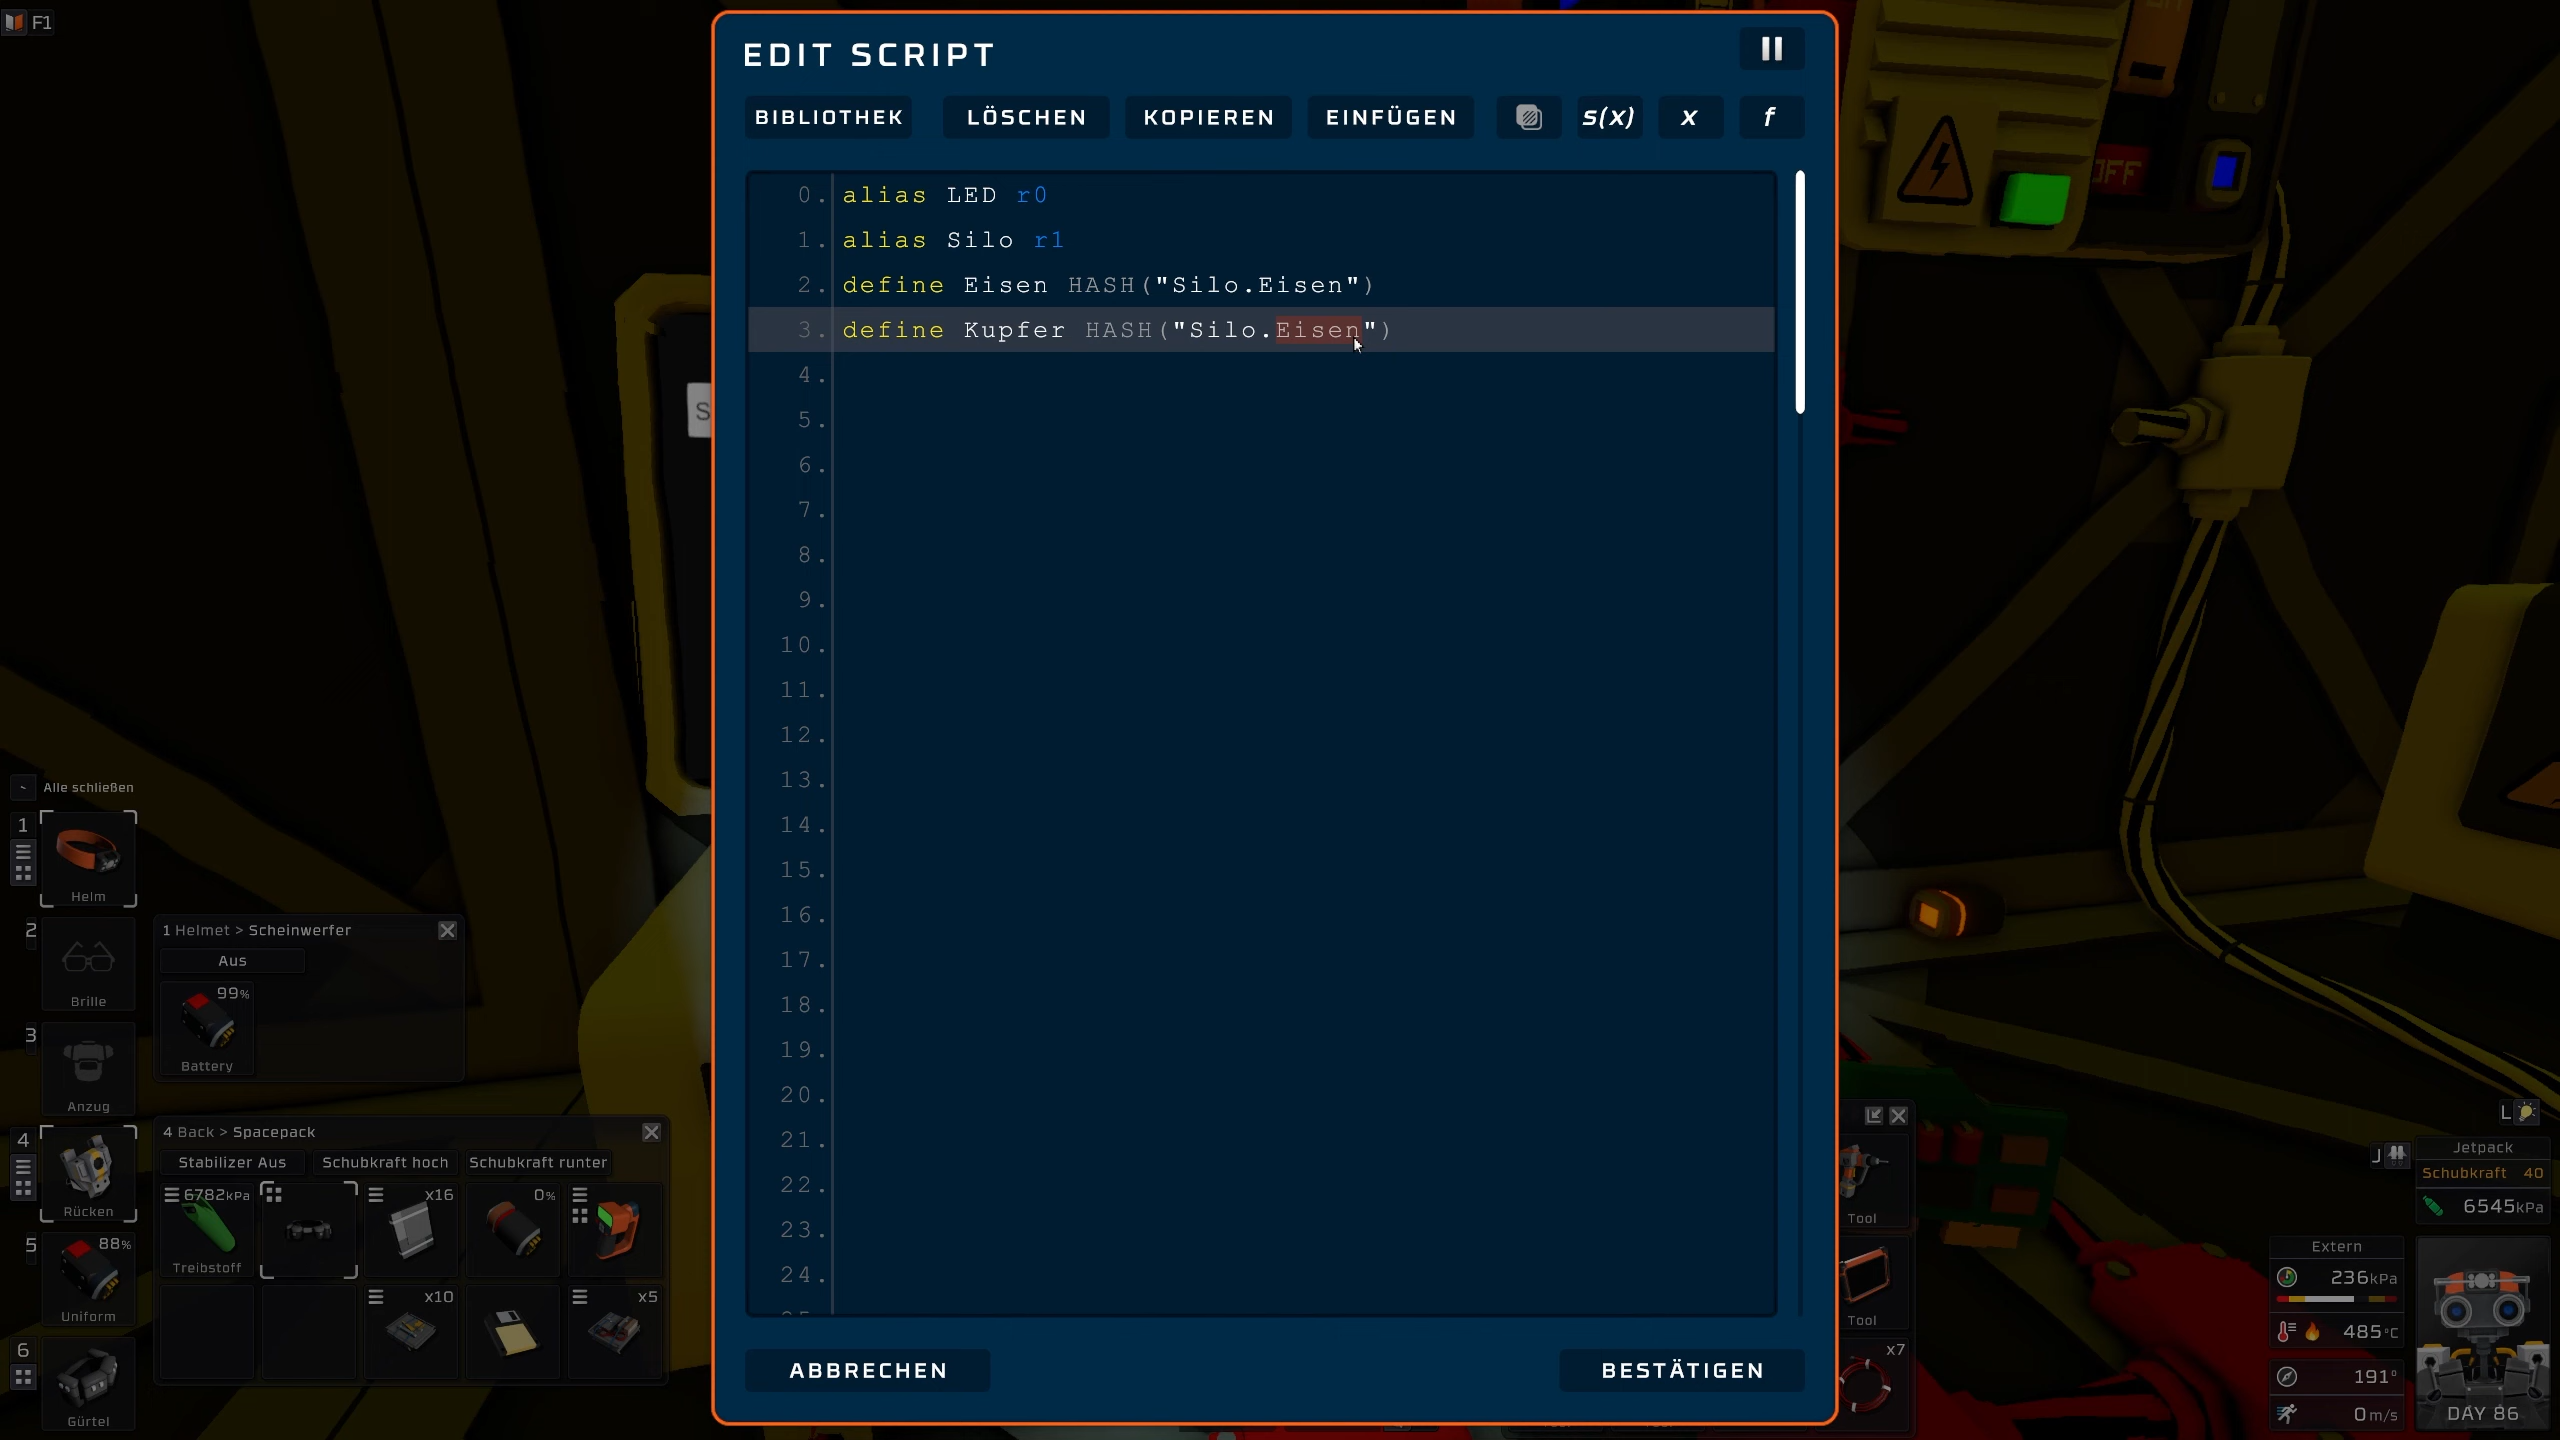 F1
EDIT SCRIPT
BIBLIOTHEK LÖSCHEN KOPIEREN EINFÜGEN s(x) x f
0. alias LED r0
1. alias Silo r1
2. define Eisen HASH("Silo.Eisen")
3. define Kupfer HASH("Silo.Eisen")
4.
5.
6.
7.
8.
9.
10.
11.
12.
13.
14.
15.
16.
17.
18.
19.
20.
21.
22.
23.
24.
ABBRECHEN BESTÄTIGEN
OFF
S
~ Alle schließen
1
Helm
2
Brille
3
Anzug
4
Rücken
5
88%
Uniform
6
Gürtel
1 Helmet > Scheinwerfer
Aus
99%
Battery
4 Back > Spacepack
Stabilizer Aus Schubkraft hoch Schubkraft runter
6782kPa x16 0%
Treibstoff
x10 x5
Tool
Tool
x7
L
J
Jetpack
Schubkraft 40
6545kPa
Extern
236kPa
485°C
191°
0m/s
DAY 86